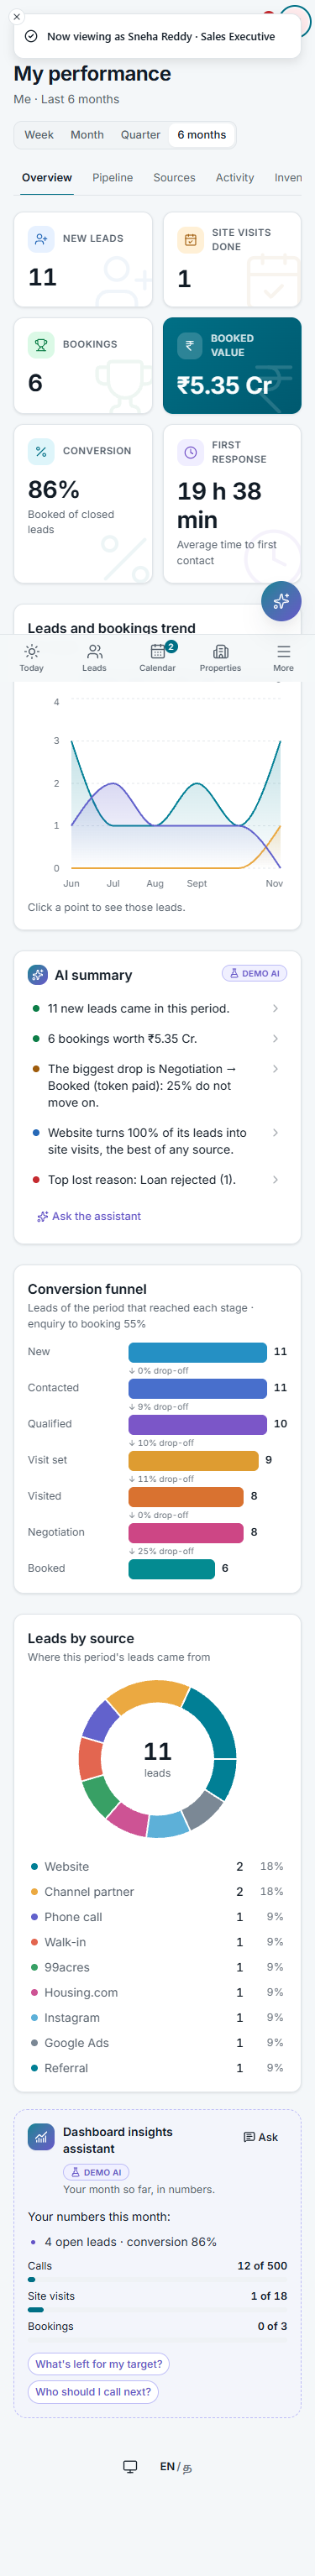 Now viewing as Sneha Reddy · Sales Executive
My performance
Me · Last 6 months
Week Month Quarter 6 months
Overview Pipeline Sources Activity Inven
NEW LEADS
11
SITE VISITS
DONE
1
BOOKINGS
6
BOOKED
VALUE
₹5.35 Cr
CONVERSION
86%
Booked of closed
leads
FIRST
RESPONSE
19 h 38
min
Average time to first
contact
Leads and bookings trend
Today
Leads
2
Calendar
Properties
More
4
3
2
1
0
Jun Jul Aug Sept Nov
Click a point to see those leads.
AI summary
DEMO AI
11 new leads came in this period.
6 bookings worth ₹5.35 Cr.
The biggest drop is Negotiation →
Booked (token paid): 25% do not
move on.
Website turns 100% of its leads into
site visits, the best of any source.
Top lost reason: Loan rejected (1).
Ask the assistant
Conversion funnel
Leads of the period that reached each stage ·
enquiry to booking 55%
New 11
↓ 0% drop-off
Contacted 11
↓ 9% drop-off
Qualified 10
↓ 10% drop-off
Visit set 9
↓ 11% drop-off
Visited 8
↓ 0% drop-off
Negotiation 8
↓ 25% drop-off
Booked 6
Leads by source
Where this period's leads came from
11
leads
Website 2 18%
Channel partner 2 18%
Phone call 1 9%
Walk-in 1 9%
99acres 1 9%
Housing.com 1 9%
Instagram 1 9%
Google Ads 1 9%
Referral 1 9%
Dashboard insights
assistant
Ask
DEMO AI
Your month so far, in numbers.
Your numbers this month:
• 4 open leads · conversion 86%
Calls 12 of 500
Site visits 1 of 18
Bookings 0 of 3
What's left for my target?
Who should I call next?
EN / த